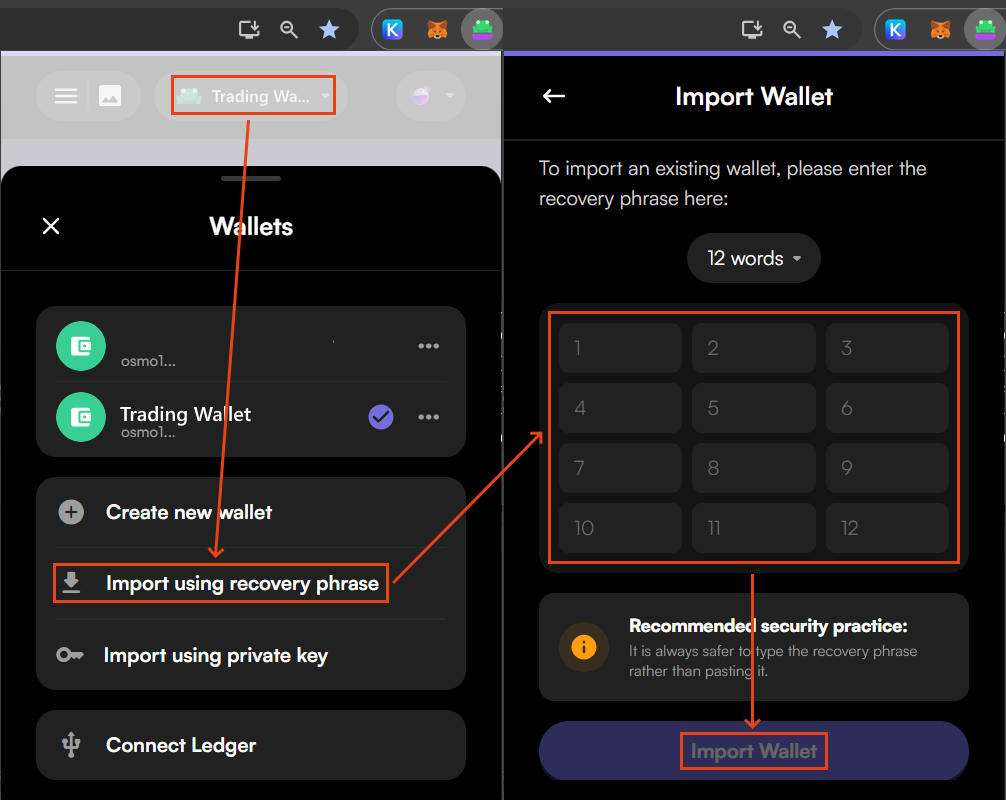 K
Trading Wa...
Wallets
osmo1...
Trading Wallet
osmo1...
Create new wallet
Import using recovery phrase
Import using private key
Connect Ledger
K
Import Wallet
To import an existing wallet, please enter the
recovery phrase here:
12 words
1 2 3
4 5 6
7 8 9
10 11 12
Recommended security practice:
It is always safer to type the recovery phrase
rather than pasting it.
Import Wallet